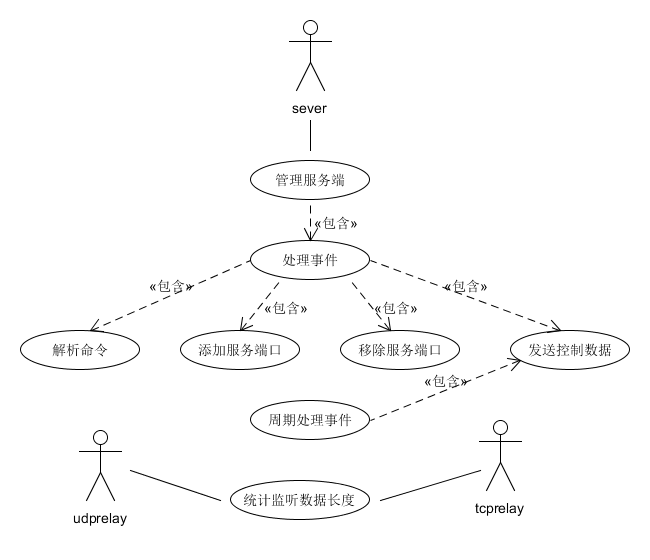 sever
管理服务端
«包含»
处理事件
«包含»
«包含»
«包含»
«包含»
解析命令
添加服务端口
移除服务端口
发送控制数据
«包含»
周期处理事件
统计监听数据长度
udprelay
tcprelay